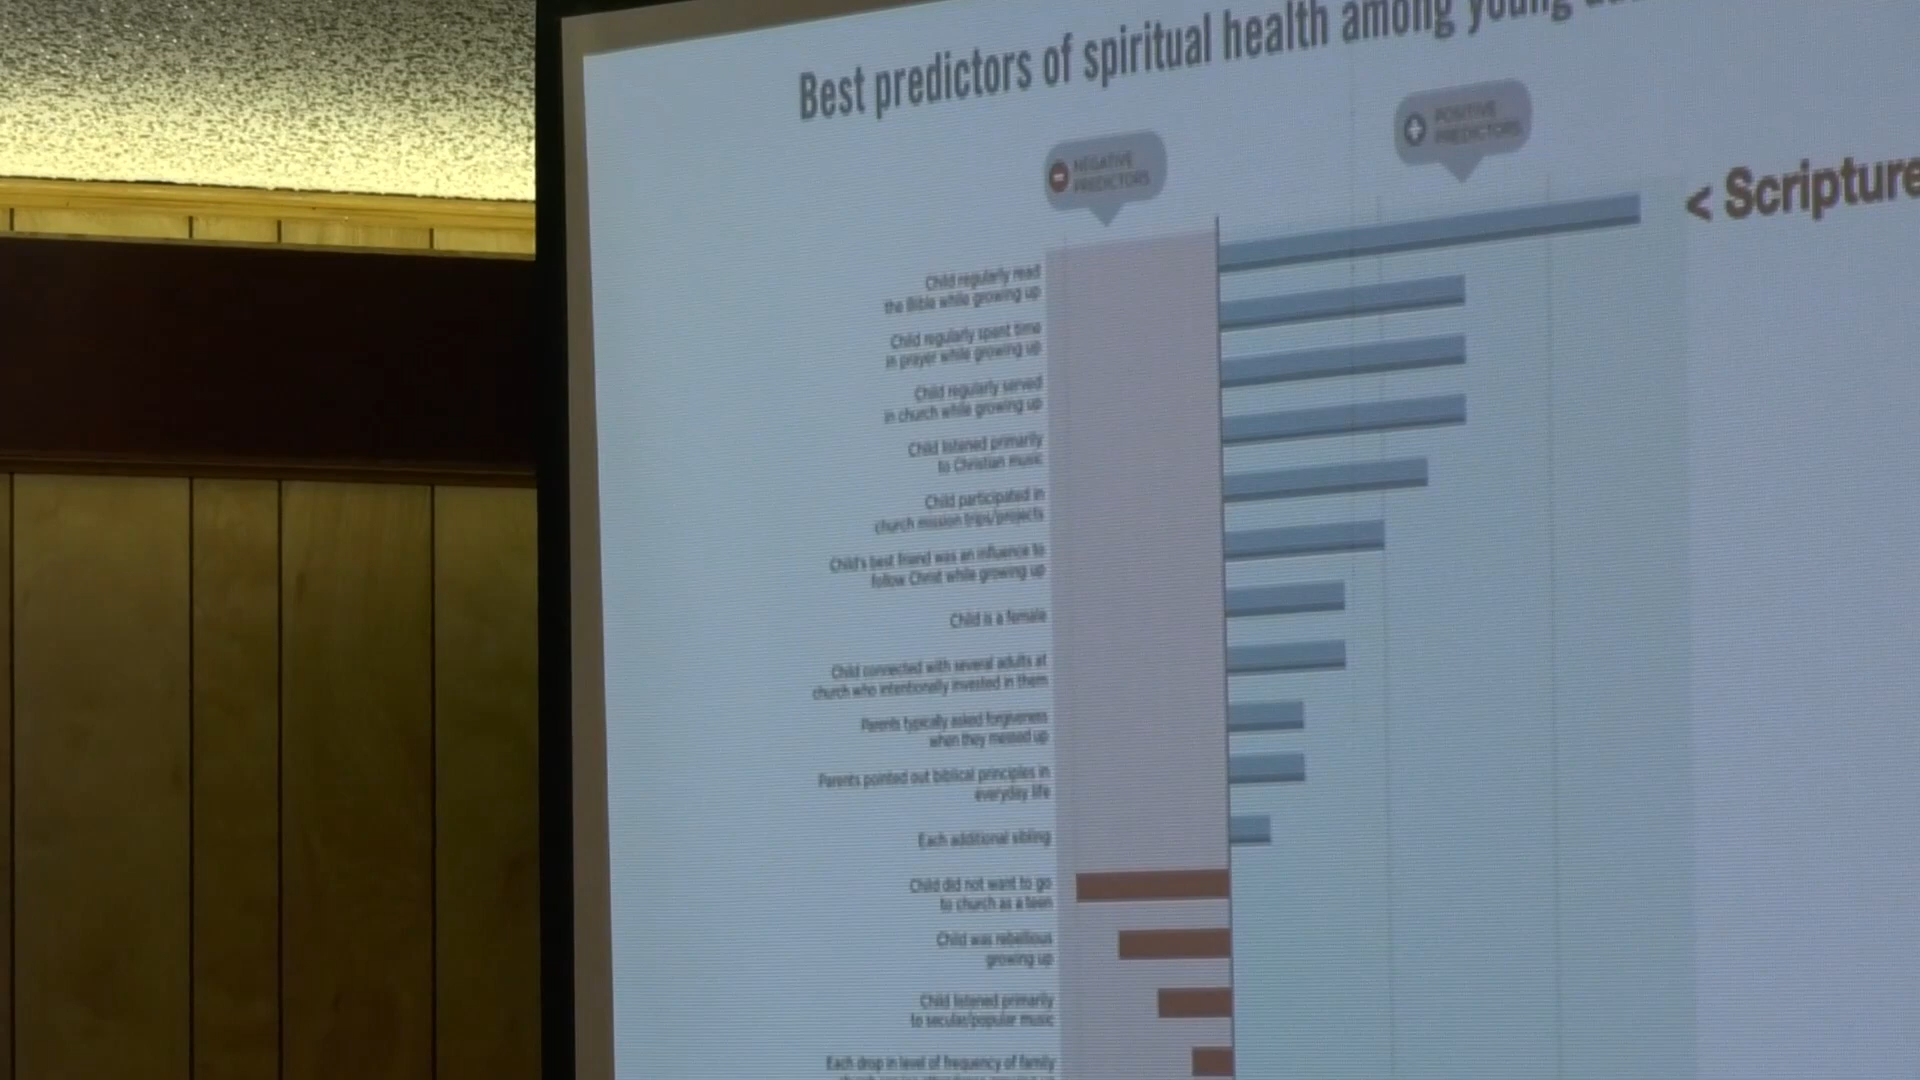 Best predictors of spiritual health among young
NEGATIVE
PREDICTORS
POSITIVE
PREDICTORS
< Scripture
Child regularly read
the Bible while growing up
Child regularly spent time
in prayer while growing up
Child regularly served
in church while growing up
Child listened primarily
to Christian music
Child participated in
church mission trips/projects
Child's best friend was an influence to
follow Christ while growing up
Child is a female
Child connected with several adults at
church who intentionally invested in them
Parents typically asked forgiveness
when they messed up
Parents pointed out biblical principles in
everyday life
Each additional sibling
Child did not want to go
to church as a teen
Child was rebellious
growing up
Child listened primarily
to secular/popular music
Each drop in level of frequency of family